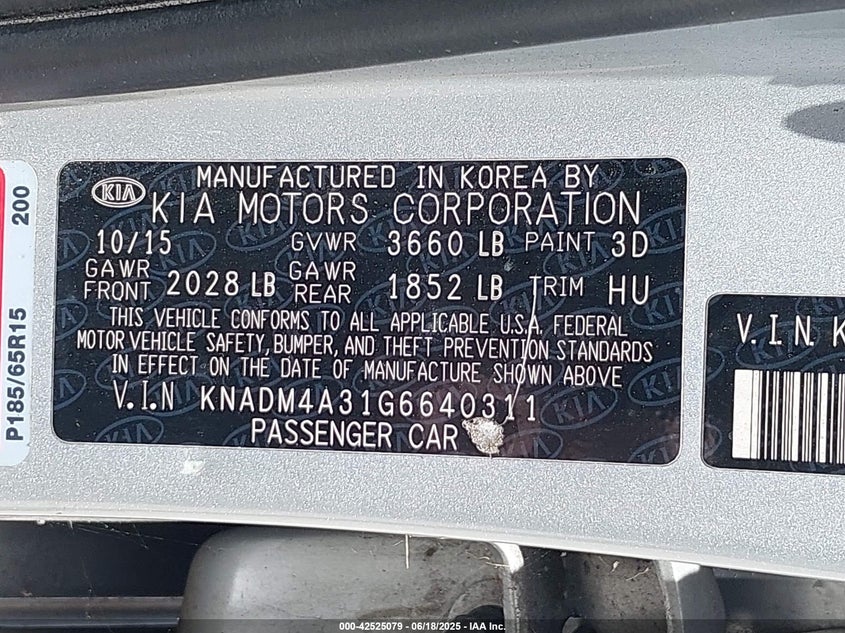 KIA
MANUFACTURED IN KOREA BY
KIA MOTORS CORPORATION
10/15 GVWR 3660 LB PAINT 3D
GAWR FRONT 2028 LB GAWR REAR 1852 LB TRIM HU
THIS VEHICLE CONFORMS TO ALL APPLICABLE U.S.A. FEDERAL
MOTOR VEHICLE SAFETY, BUMPER, AND THEFT PREVENTION STANDARDS
IN EFFECT ON THE DATE OF MANUFACTURE SHOWN ABOVE
V.I.N KNADM4A31G6640311
PASSENGER CAR
P185/65R15 200
V.I.N. K
000-42525079 - 06/18/2025 - IAA Inc.